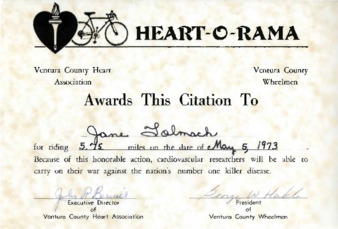 HEART-O-RAMA
Ventura County Heart Association
Ventura County Wheelmen
Awards This Citation To
Jane Tolmach
for riding 5.75 miles on the date of May 5, 1973
Because of this honorable action, cardiovascular researchers will be able to
carry on their war against the nation's number one killer disease.
Executive Director
of
Ventura County Heart Association
President
of
Ventura County Wheelmen